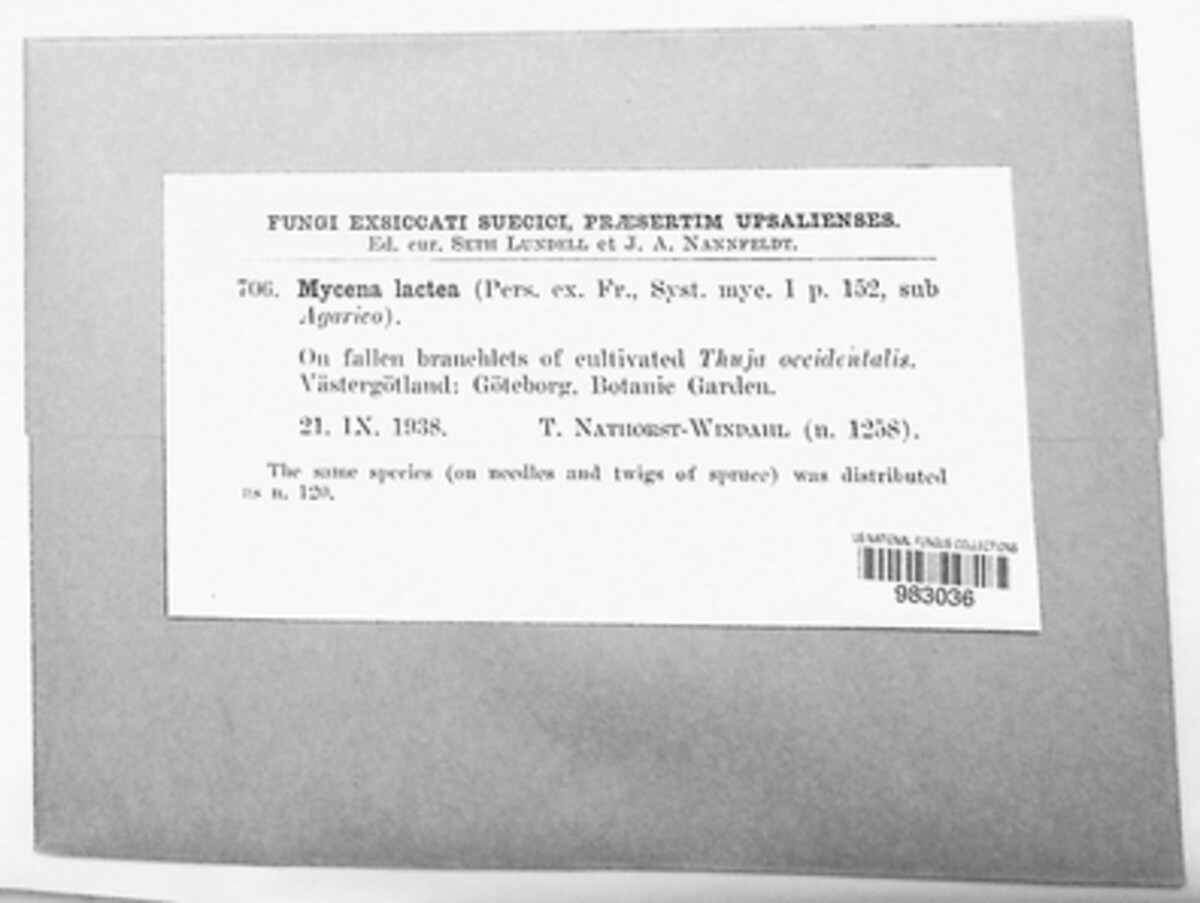 FUNGI EXSICCATI SUECICI, PRÆSERTIM UPSALIENSES.
Ed. cur. SETH LUNDELL et J. A. NANNFELDT.
706. Mycena lactea (Pers. ex. Fr., Syst. myc. I p. 152, sub
Agarico).
On fallen branchlets of cultivated Thuja occidentalis.
Västergötland: Göteborg, Botanic Garden.
21. IX. 1938. T. NATHORST-WINDAHL (n. 1258).
The same species (on needles and twigs of spruce) was distributed
as n. 120.
US NATIONAL FUNGUS COLLECTIONS
983036